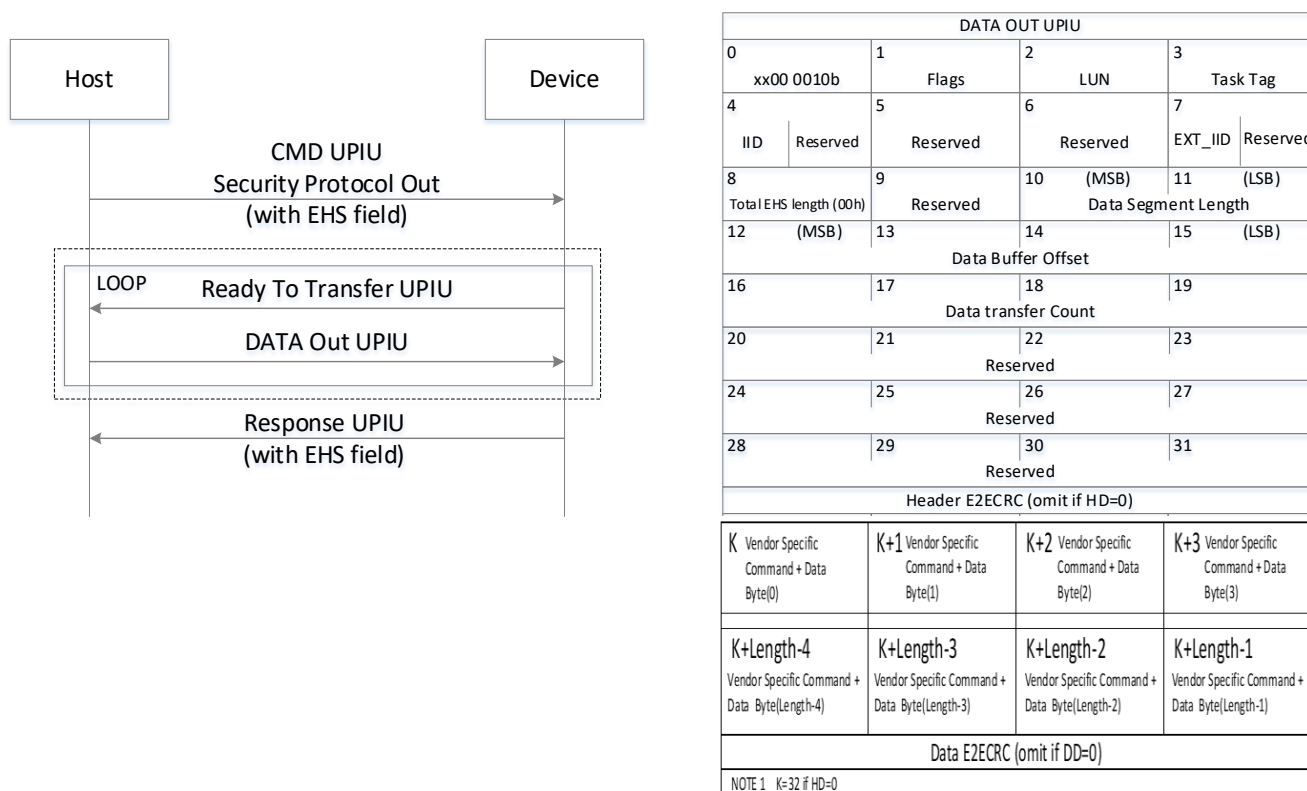 Host
Device
CMD UPIU
Security Protocol Out
(with EHS field)
LOOP
Ready To Transfer UPIU
DATA Out UPIU
Response UPIU
(with EHS field)
DATA OUT UPIU
0 1 2 3
xx00 0010b Flags LUN Task Tag
4 5 6 7
IID Reserved Reserved Reserved EXT_IID Reserved
8 9 10 (MSB) 11 (LSB)
Total EHS length (00h) Reserved Data Segment Length
12 (MSB) 13 14 15 (LSB)
Data Buffer Offset
16 17 18 19
Data transfer Count
20 21 22 23
Reserved
24 25 26 27
Reserved
28 29 30 31
Reserved
Header E2ECRC (omit if HD=0)
K Vendor Specific
Command + Data
Byte(0)
K+1 Vendor Specific
Command + Data
Byte(1)
K+2 Vendor Specific
Command + Data
Byte(2)
K+3 Vendor Specific
Command + Data
Byte(3)
K+Length-4
Vendor Specific Command +
Data Byte(Length-4)
K+Length-3
Vendor Specific Command +
Data Byte(Length-3)
K+Length-2
Vendor Specific Command +
Data Byte(Length-2)
K+Length-1
Vendor Specific Command +
Data Byte(Length-1)
Data E2ECRC (omit if DD=0)
NOTE 1 K=32 if HD=0